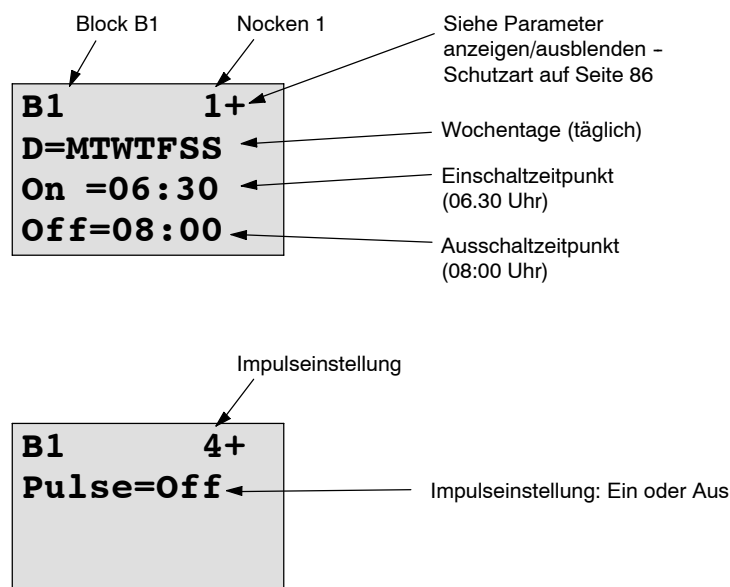 Block B1
Nocken 1
Siehe Parameter
anzeigen/ausblenden –
Schutzart auf Seite 86
B1 1+
D=MTWTFSS
On =06:30
Off=08:00
Wochentage (täglich)
Einschaltzeitpunkt
(06.30 Uhr)
Ausschaltzeitpunkt
(08:00 Uhr)
Impulseinstellung
B1 4+
Pulse=Off
Impulseinstellung: Ein oder Aus